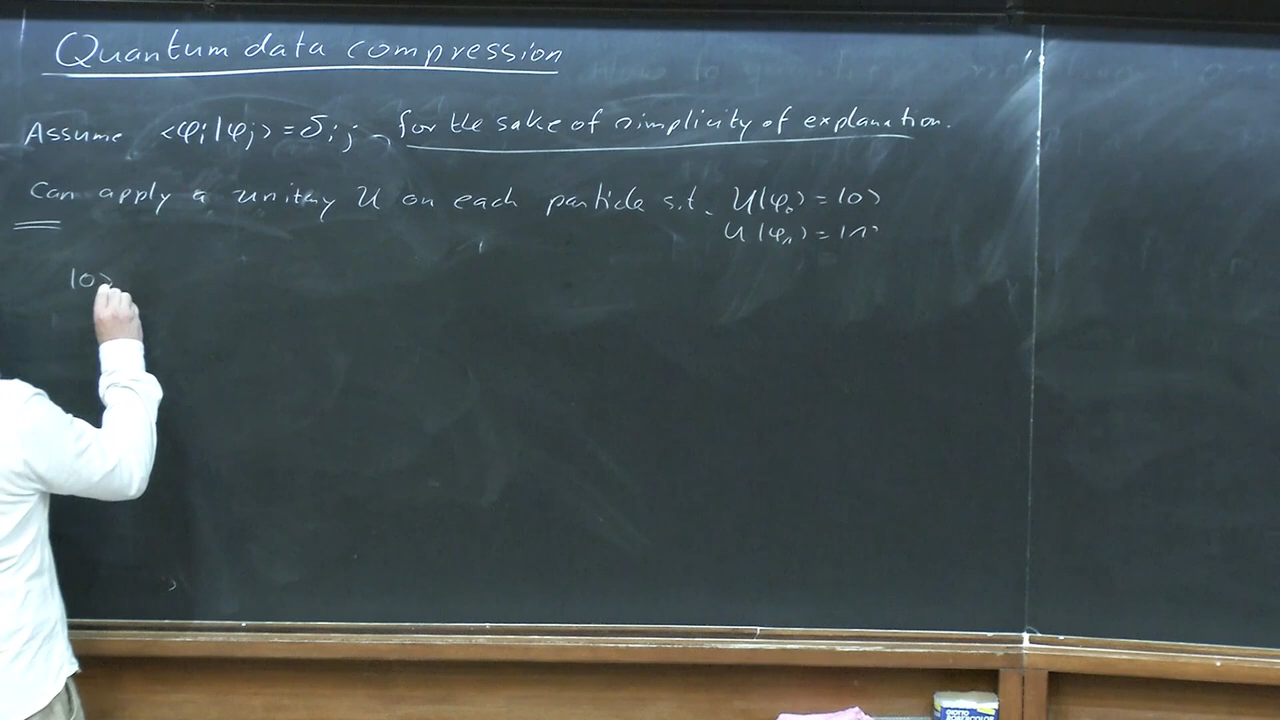 Quantum data compression
Assume <φi|φj> = δij, for the sake of simplicity of explanation.
Can apply a unitary U on each particle s.t. U|φ0> = |0>
U|φ1> = |1>
|0>